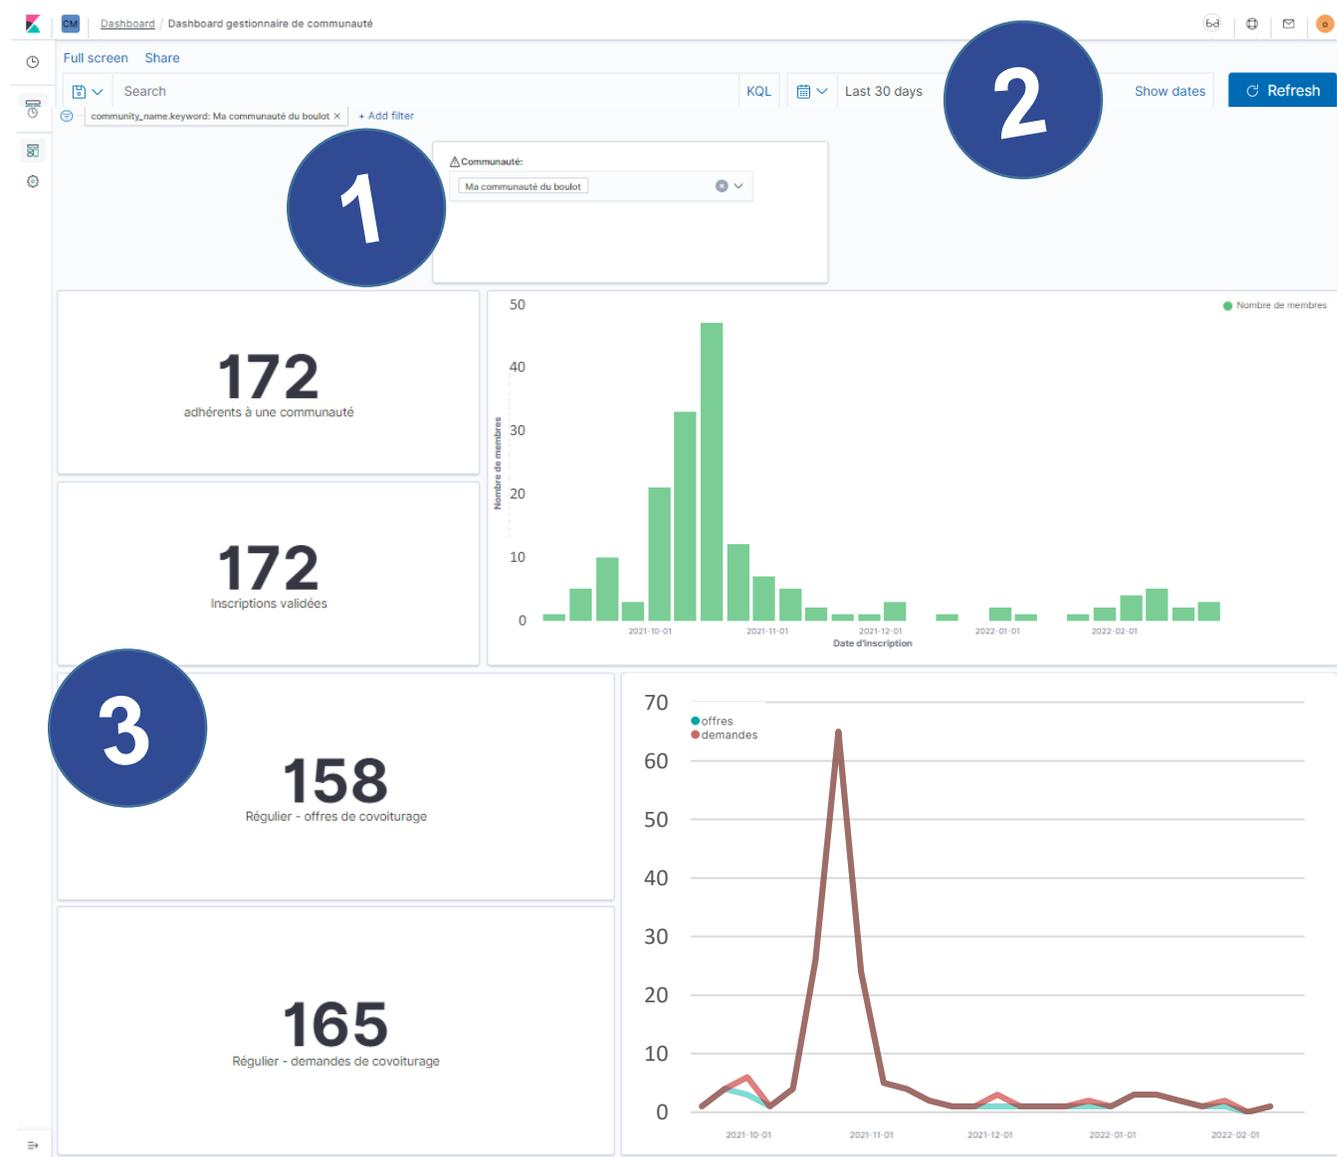 CM Dashboard / Dashboard gestionnaire de communauté
Full screen Share
Search KQL Last 30 days Show dates Refresh
community_name.keyword: Ma communauté du boulot × + Add filter
1
2
Communauté:
Ma communauté du boulot
172
adhérents à une communauté
172
Inscriptions validées
Nombre de membres
50
40
30
20
10
0
Nombre de membres
2021-10-01 2021-11-01 2021-12-01 2022-01-01 2022-02-01
Date d'inscription
3
158
Régulier - offres de covoiturage
165
Régulier - demandes de covoiturage
offres
demandes
70
60
50
40
30
20
10
0
2021-10-01 2021-11-01 2021-12-01 2022-01-01 2022-02-01